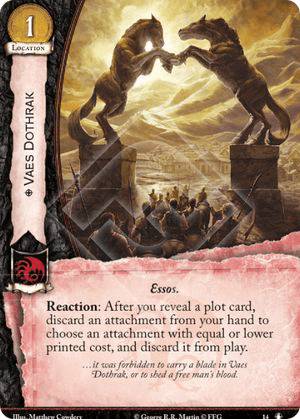 1
LOCATION
VAES DOTHRAK
Essos.
Reaction: After you reveal a plot card,
discard an attachment from your hand to
choose an attachment with equal or lower
printed cost, and discard it from play.
...it was forbidden to carry a blade in Vaes
Dothrak, or to shed a free man's blood.
Illus. Matthew Cowdery © George R.R. Martin © FFG 14